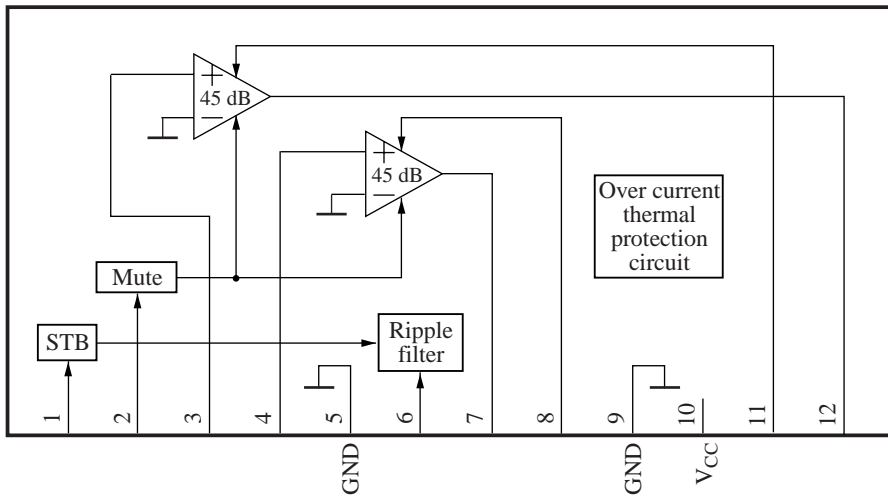 +
45 dB
−
+
45 dB
−
Over current
thermal
protection
circuit
Mute
STB
Ripple
filter
1
2
3
4
5
6
7
8
9
10
11
12
GND
GND
VCC